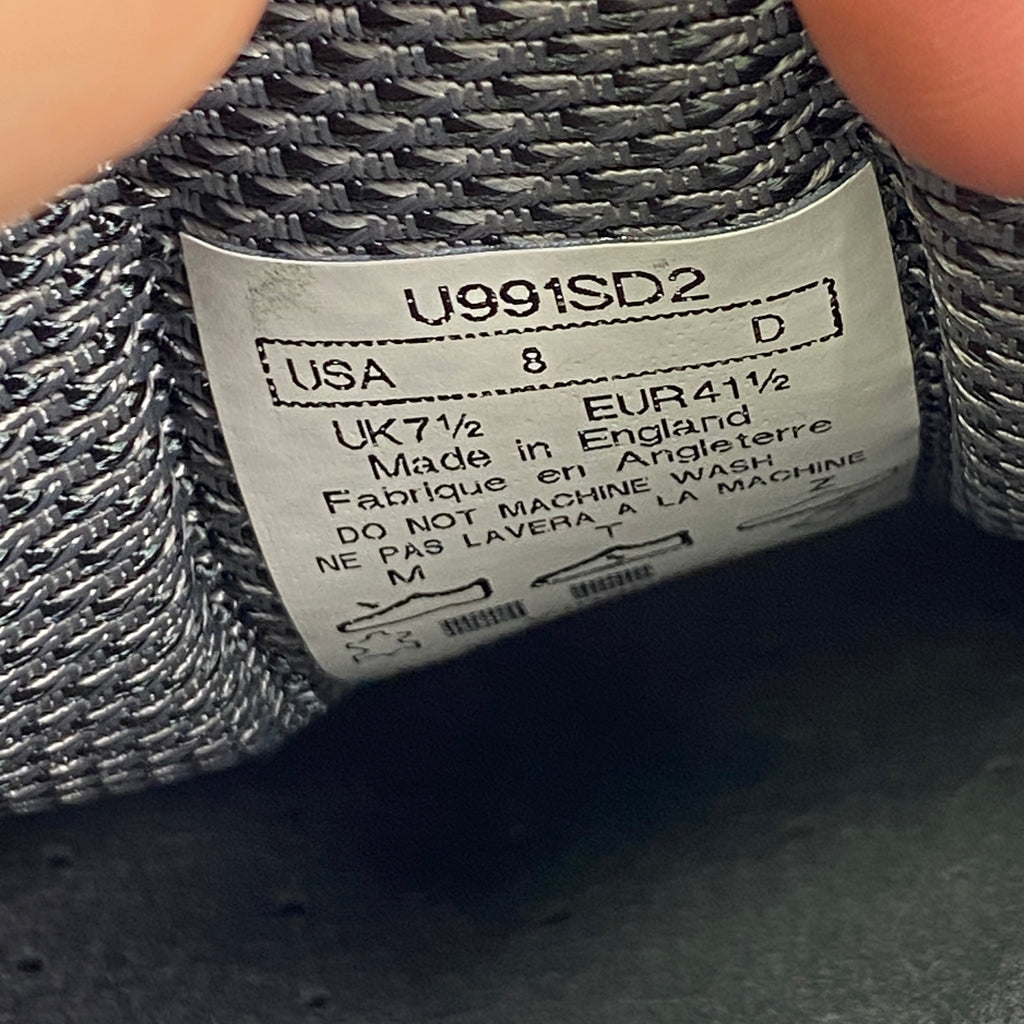 U991SD2
USA 8 D
UK7½ EUR41½
Made in England
Fabrique en Angleterre
DO NOT MACHINE WASH
NE PAS LAVERA A LA MACHINE
M T Z